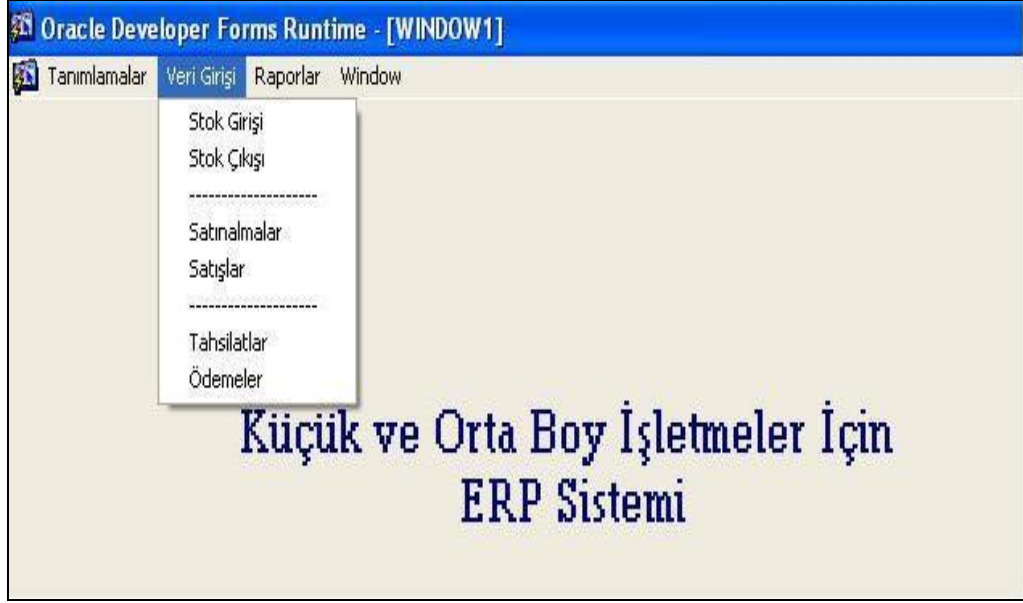 Oracle Developer Forms Runtime - [WINDOW1]
Tanımlamalar Veri Girişi Raporlar Window
Stok Girişi
Stok Çıkışı
--------------------
Satınalmalar
Satışlar
--------------------
Tahsilatlar
Ödemeler
Küçük ve Orta Boy İşletmeler İçin
ERP Sistemi